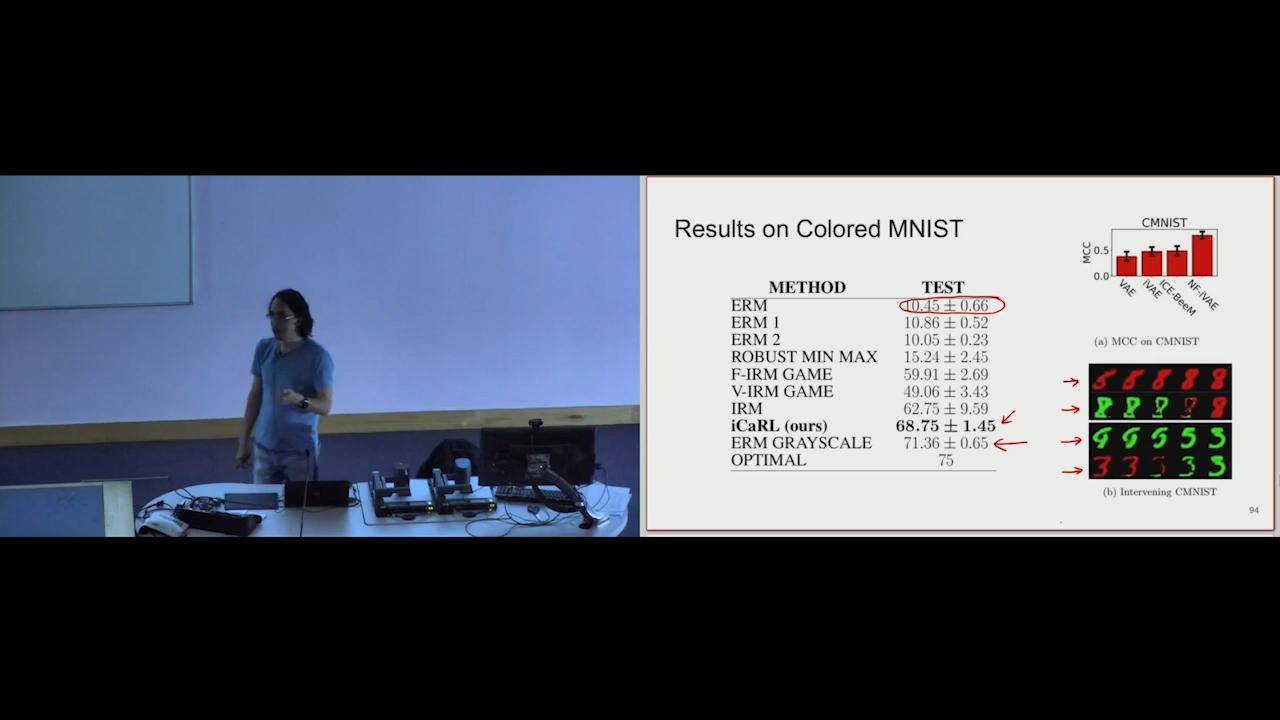 Results on Colored MNIST
METHOD TEST
ERM 10.45 ± 0.66
ERM 1 10.86 ± 0.52
ERM 2 10.05 ± 0.23
ROBUST MIN MAX 15.24 ± 2.45
F-IRM GAME 59.91 ± 2.69
V-IRM GAME 49.06 ± 3.43
IRM 62.75 ± 9.59
iCaRL (ours) 68.75 ± 1.45
ERM GRAYSCALE 71.36 ± 0.65
OPTIMAL 75
CMNIST
MCC
0.5
0.0
VAE
iVAE
ICE-BeeM
NF-iVAE
(a) MCC on CMNIST
(b) Intervening CMNIST
94